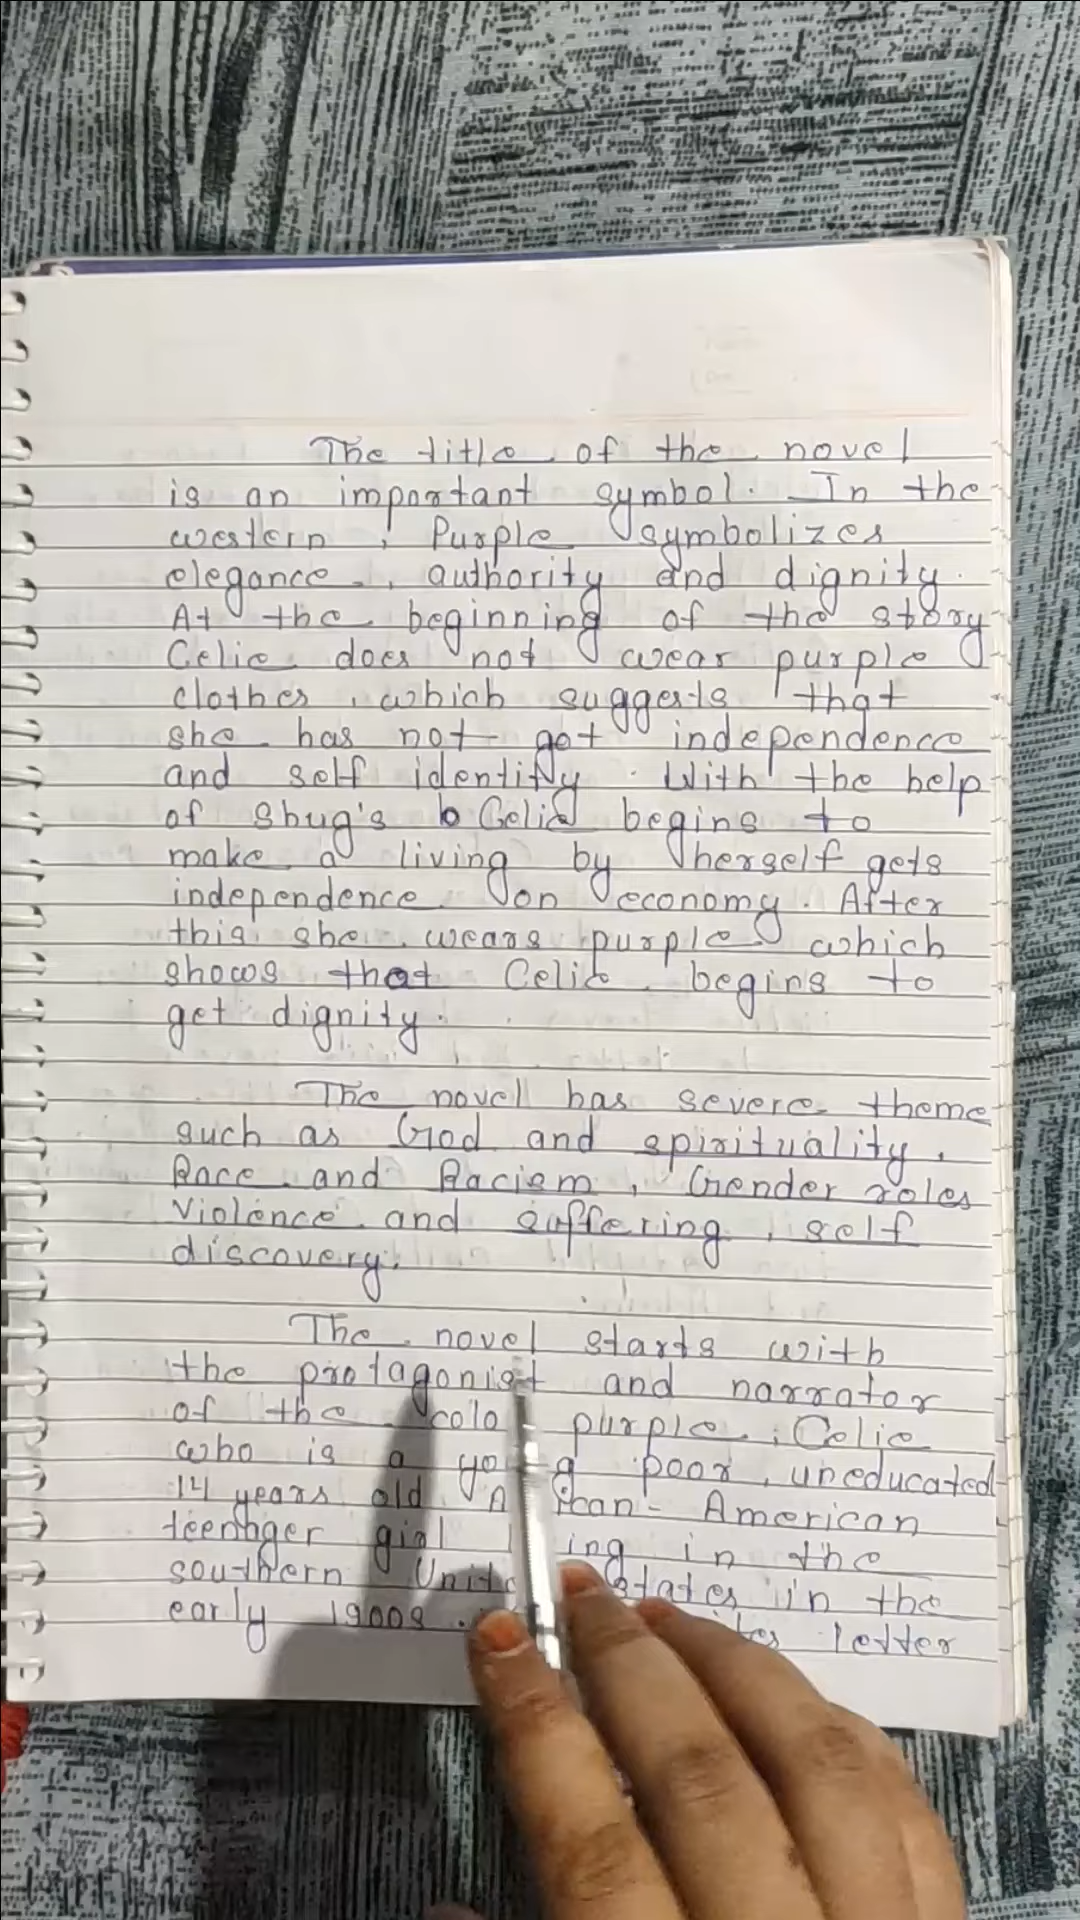 The title of the novel
is an important symbol. In the
western, Purple symbolizes
elegance, authority and dignity.
At the beginning of the story
Celie does not wear purple
clothes, which suggests that
she has not got independence
and self identify. With the help
of Shug's Celie begins to
make a living by herself gets
independence on economy. After
this she wears purple which
shows that Celie begins to
get dignity.
The novel has severe theme
such as God and spirituality,
Race and Racism, Gender roles
Violence and suffering, self
discovery.
The novel starts with
the protagonist and narrator
of the colo purple, Celie
who is a poor, uneducated
14 years old American
teenager girl in the
southern States in the
early 1900s. letter